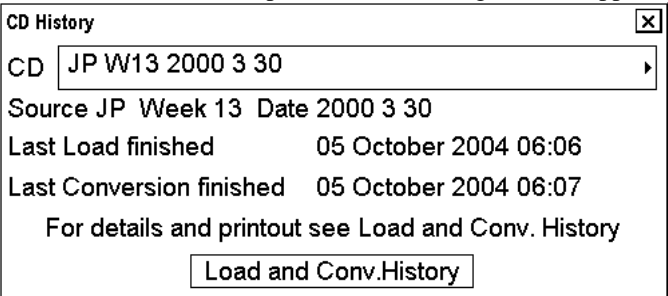 CD History
CD JP W13 2000 3 30
Source JP Week 13 Date 2000 3 30
Last Load finished 05 October 2004 06:06
Last Conversion finished 05 October 2004 06:07
For details and printout see Load and Conv. History
Load and Conv.History